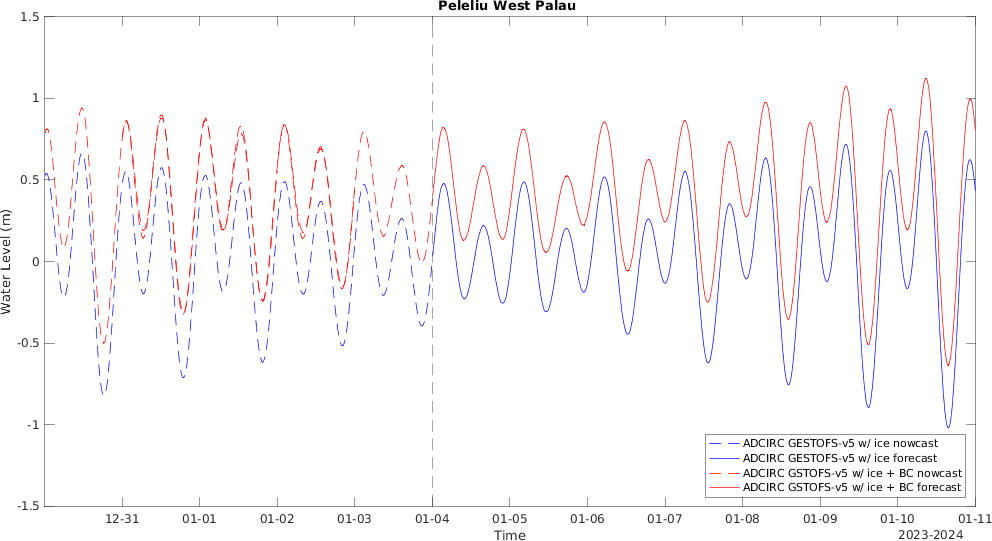 Peleliu West Palau
1.5
1
0.5
0
-0.5
-1
-1.5
Water Level (m)
12-31
01-01
01-02
01-03
01-04
01-05
01-06
01-07
01-08
01-09
01-10
01-11
Time
2023-2024
ADCIRC GESTOFS-v5 w/ ice nowcast
ADCIRC GESTOFS-v5 w/ ice forecast
ADCIRC GSTOFS-v5 w/ ice + BC nowcast
ADCIRC GSTOFS-v5 w/ ice + BC forecast